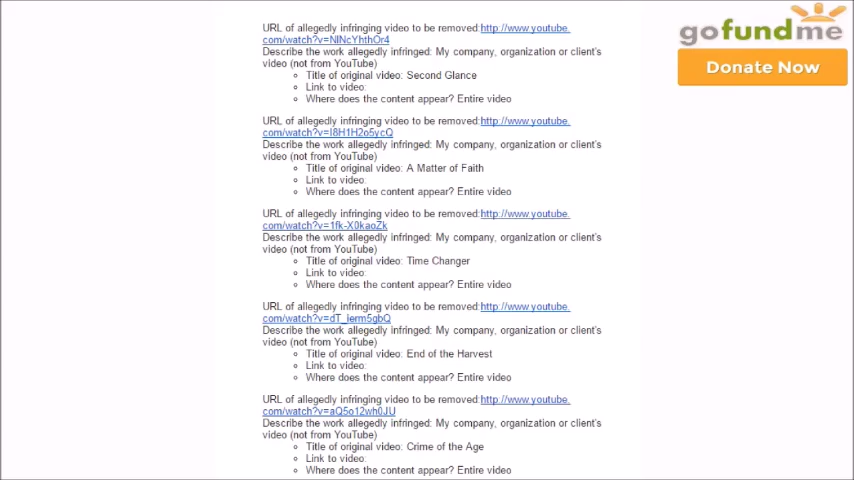 URL of allegedly infringing video to be removed:http://www.youtube.
com/watch?v=NlNcYhthOr4
Describe the work allegedly infringed: My company, organization or client's
video (not from YouTube)
Title of original video: Second Glance
Link to video:
Where does the content appear? Entire video
URL of allegedly infringing video to be removed:http://www.youtube.
com/watch?v=I8H1H2o5ycQ
Describe the work allegedly infringed: My company, organization or client's
video (not from YouTube)
Title of original video: A Matter of Faith
Link to video:
Where does the content appear? Entire video
URL of allegedly infringing video to be removed:http://www.youtube.
com/watch?v=1fk-X0kaoZk
Describe the work allegedly infringed: My company, organization or client's
video (not from YouTube)
Title of original video: Time Changer
Link to video:
Where does the content appear? Entire video
URL of allegedly infringing video to be removed:http://www.youtube.
com/watch?v=dT_ierm5gbQ
Describe the work allegedly infringed: My company, organization or client's
video (not from YouTube)
Title of original video: End of the Harvest
Link to video:
Where does the content appear? Entire video
URL of allegedly infringing video to be removed:http://www.youtube.
com/watch?v=aQ5o12wh0JU
Describe the work allegedly infringed: My company, organization or client's
video (not from YouTube)
Title of original video: Crime of the Age
Link to video:
Where does the content appear? Entire video
gofundme
Donate Now